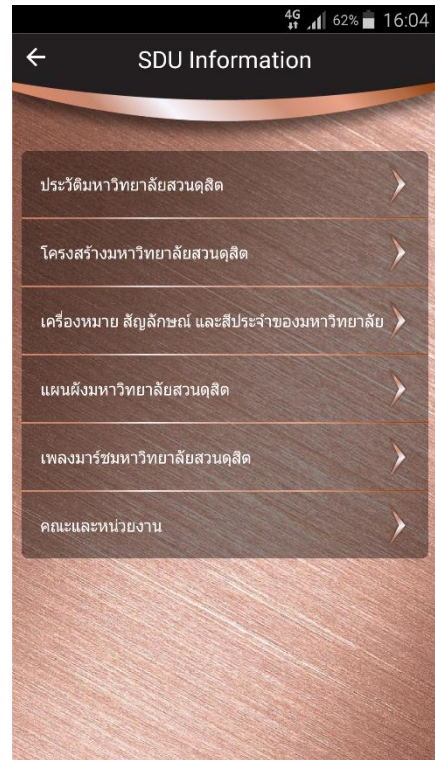 4G 62% 16:04
SDU Information
ประวัติมหาวิทยาลัยสวนดุสิต
โครงสร้างมหาวิทยาลัยสวนดุสิต
เครื่องหมาย สัญลักษณ์ และสีประจำของมหาวิทยาลัย
แผนผังมหาวิทยาลัยสวนดุสิต
เพลงมาร์ชมหาวิทยาลัยสวนดุสิต
คณะและหน่วยงาน